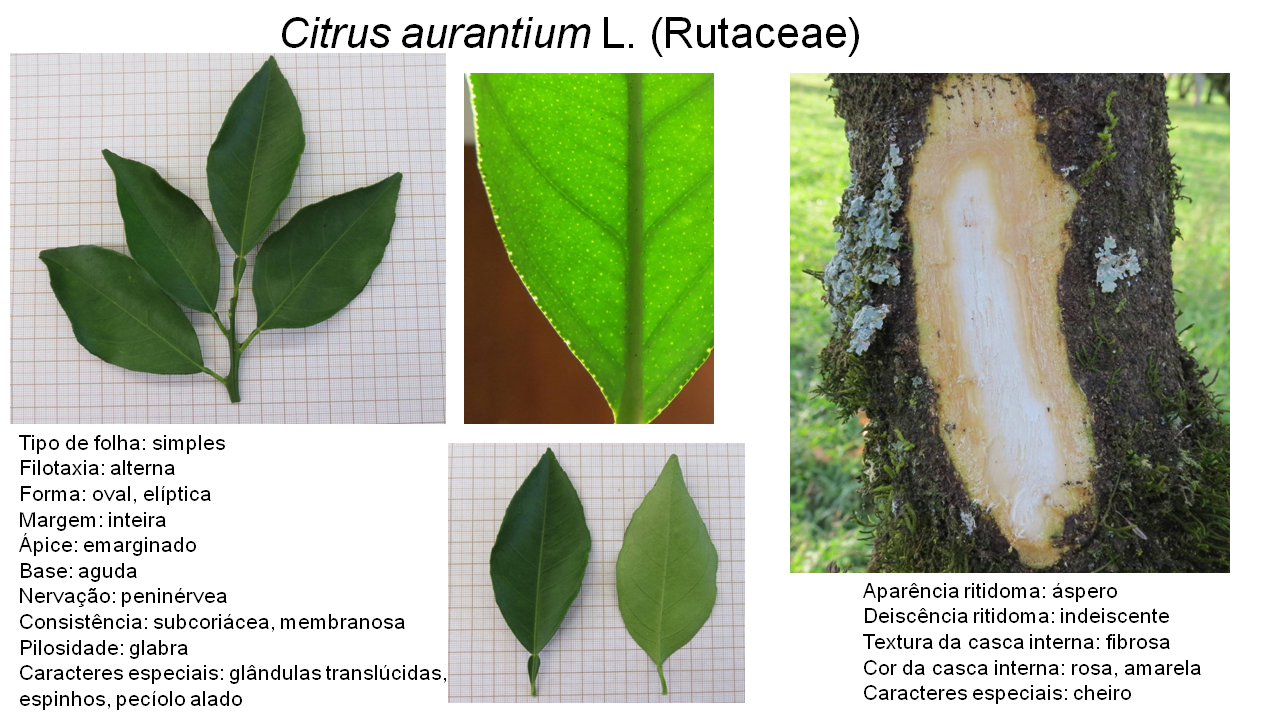 Citrus aurantium L. (Rutaceae)
Tipo de folha: simples
Filotaxia: alterna
Forma: oval, elíptica
Margem: inteira
Ápice: emarginado
Base: aguda
Nervação: peninérvea
Consistência: subcoriácea, membranosa
Pilosidade: glabra
Caracteres especiais: glândulas translúcidas,
espinhos, pecíolo alado
Aparência ritidoma: áspero
Deiscência ritidoma: indeiscente
Textura da casca interna: fibrosa
Cor da casca interna: rosa, amarela
Caracteres especiais: cheiro